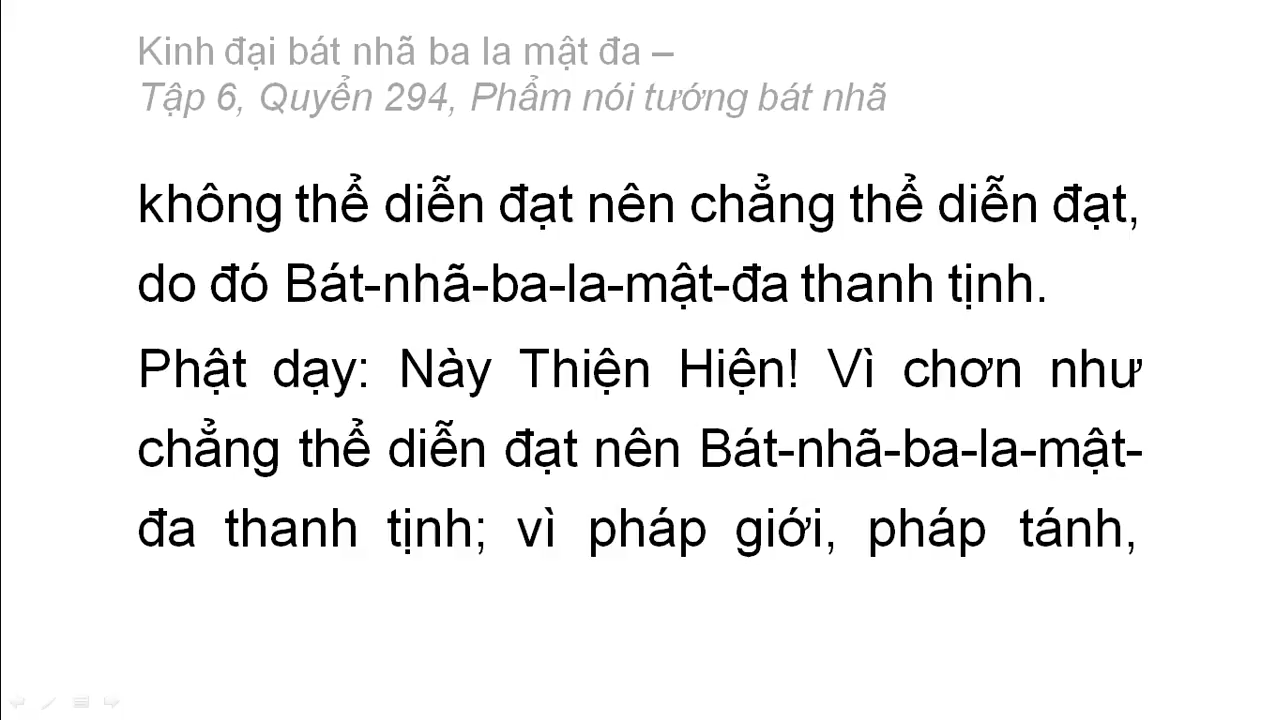 Kinh đại bát nhã ba la mật đa –
Tập 6, Quyển 294, Phẩm nói tướng bát nhã
không thể diễn đạt nên chẳng thể diễn đạt,
do đó Bát-nhã-ba-la-mật-đa thanh tịnh.
Phật dạy: Này Thiện Hiện! Vì chơn như
chẳng thể diễn đạt nên Bát-nhã-ba-la-mật-
đa thanh tịnh; vì pháp giới, pháp tánh,